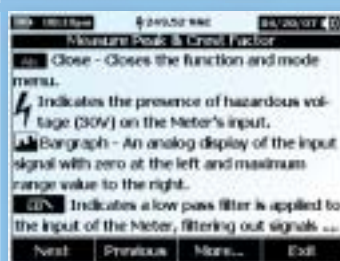 Measure Peak & Crest Factor
Close - Closes the function and mode
menu.
Indicates the presence of hazardous vol-
tage (30V) on the Meter's input.
Bargraph - An analog display of the input
signal with zero at the left and maximum
range value to the right.
Indicates a low pass filter is applied to
the input of the Meter, filtering out signals ...
Next Previous More... Exit